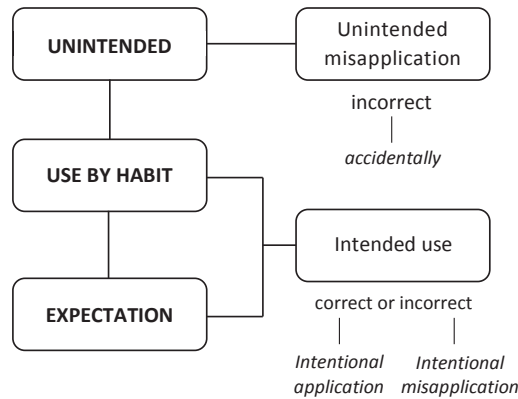 UNINTENDED
Unintended
misapplication
incorrect
accidentally
USE BY HABIT
Intended use
EXPECTATION
correct or incorrect
Intentional
application
Intentional
misapplication